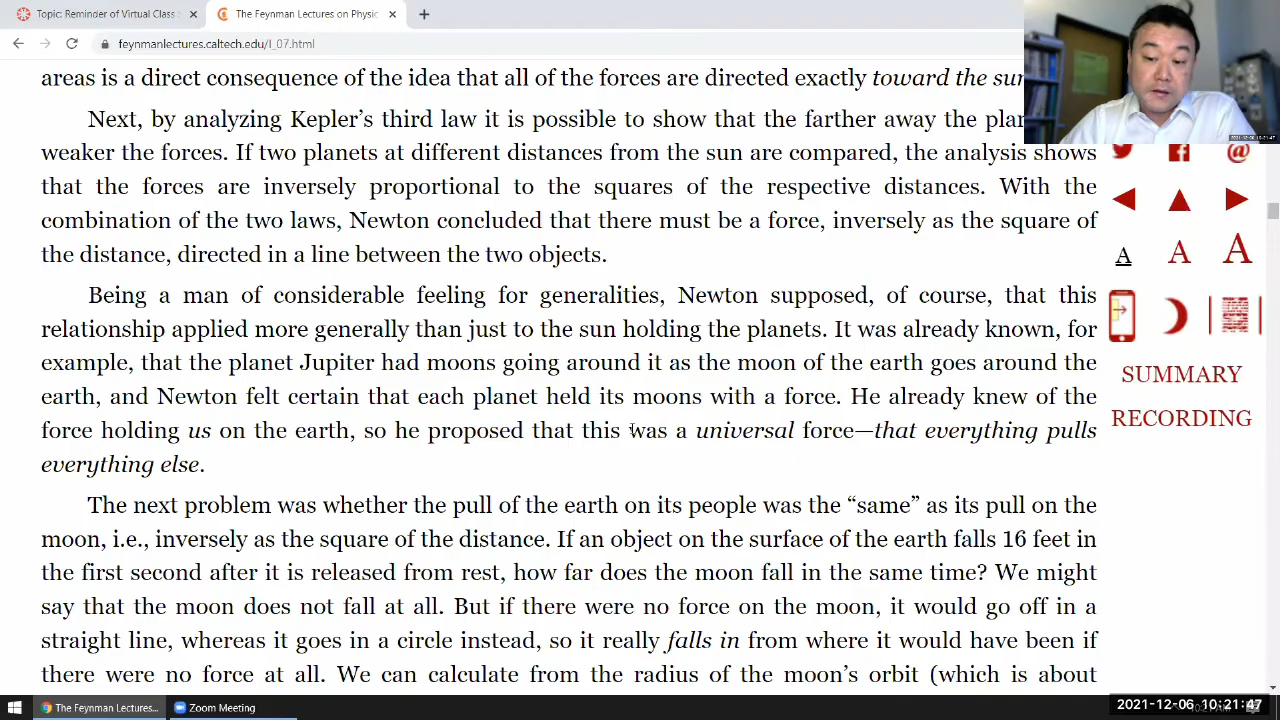 Topic: Reminder of Virtual Class
The Feynman Lectures on Physic
feynmanlectures.caltech.edu/I_07.html
areas is a direct consequence of the idea that all of the forces are directed exactly toward the sun
Next, by analyzing Kepler’s third law it is possible to show that the farther away the
weaker the forces. If two planets at different distances from the sun are compared, the analysis shows
that the forces are inversely proportional to the squares of the respective distances. With the
combination of the two laws, Newton concluded that there must be a force, inversely as the square of
the distance, directed in a line between the two objects.
Being a man of considerable feeling for generalities, Newton supposed, of course, that this
relationship applied more generally than just to the sun holding the planets. It was already known, for
example, that the planet Jupiter had moons going around it as the moon of the earth goes around the
earth, and Newton felt certain that each planet held its moons with a force. He already knew of the
force holding us on the earth, so he proposed that this was a universal force—that everything pulls
everything else.
The next problem was whether the pull of the earth on its people was the “same” as its pull on the
moon, i.e., inversely as the square of the distance. If an object on the surface of the earth falls 16 feet in
the first second after it is released from rest, how far does the moon fall in the same time? We might
say that the moon does not fall at all. But if there were no force on the moon, it would go off in a
straight line, whereas it goes in a circle instead, so it really falls in from where it would have been if
there were no force at all. We can calculate from the radius of the moon’s orbit (which is about
@
A A A
SUMMARY
RECORDING
2021-12-06 10:21:47
The Feynman Lectures...
Zoom Meeting
2021-12-06 10:21:47